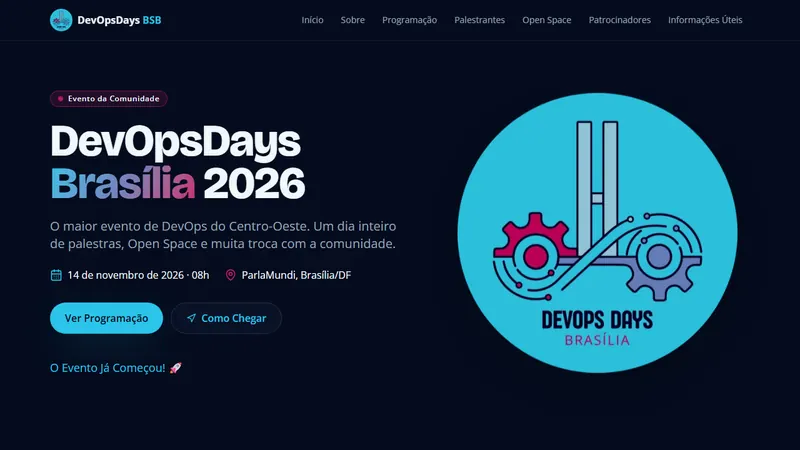 DevOpsDays BSB
Início Sobre Programação Palestrantes Open Space Patrocinadores Informações Úteis
Evento da Comunidade
DevOpsDays
Brasília 2026
O maior evento de DevOps do Centro-Oeste. Um dia inteiro
de palestras, Open Space e muita troca com a comunidade.
14 de novembro de 2026 · 08h ParlaMundi, Brasília/DF
Ver Programação Como Chegar
O Evento Já Começou! 🚀
DEVOPS DAYS
BRASÍLIA